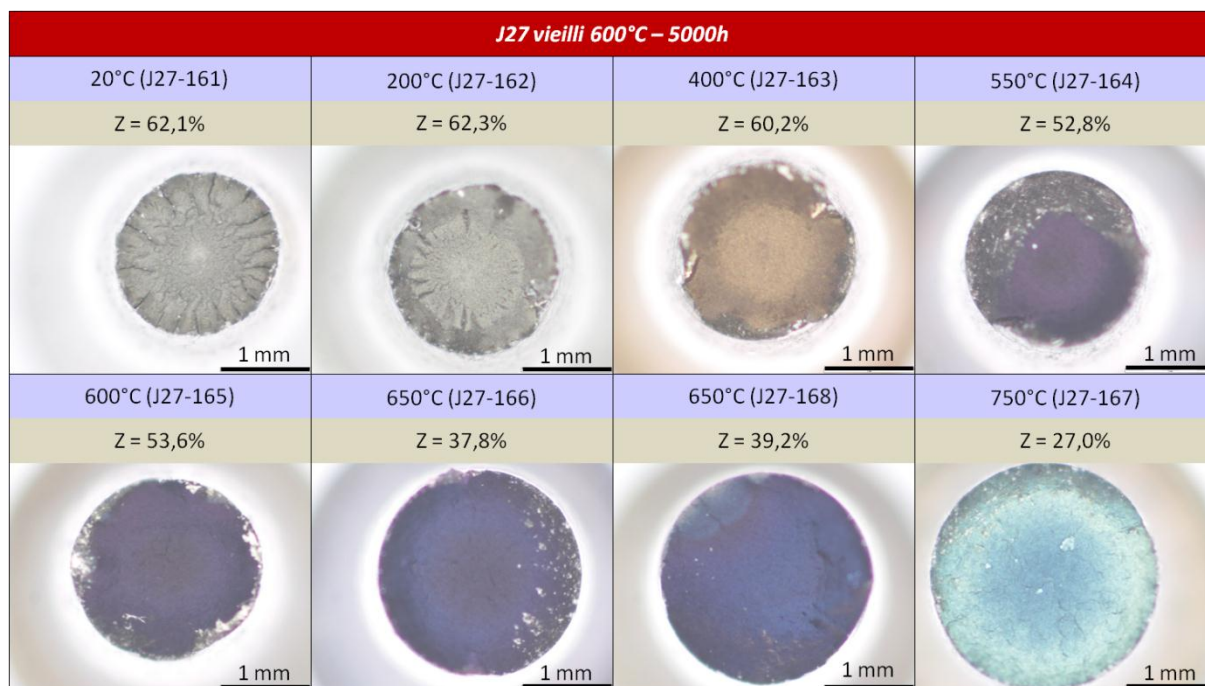 J27 vieilli 600°C – 5000h
20°C (J27-161)
200°C (J27-162)
400°C (J27-163)
550°C (J27-164)
Z = 62,1%
Z = 62,3%
Z = 60,2%
Z = 52,8%
1 mm
1 mm
1 mm
1 mm
600°C (J27-165)
650°C (J27-166)
650°C (J27-168)
750°C (J27-167)
Z = 53,6%
Z = 37,8%
Z = 39,2%
Z = 27,0%
1 mm
1 mm
1 mm
1 mm